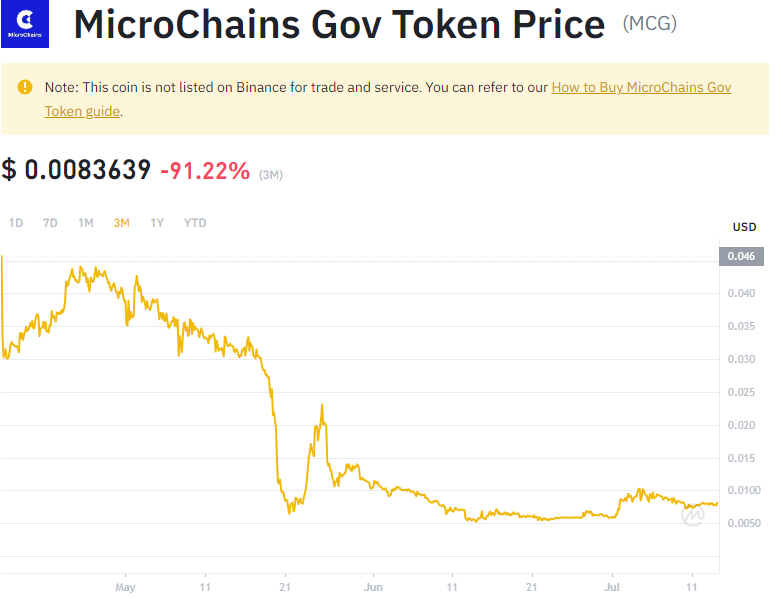 MicroChains
MicroChains Gov Token Price (MCG)
Note: This coin is not listed on Binance for trade and service. You can refer to our How to Buy MicroChains Gov
Token guide.
$ 0.0083639 -91.22% (3M)
1D 7D 1M 3M 1Y YTD
USD
0.046
0.040
0.035
0.030
0.025
0.020
0.015
0.0100
0.0050
May 11 21 Jun 11 21 Jul 11